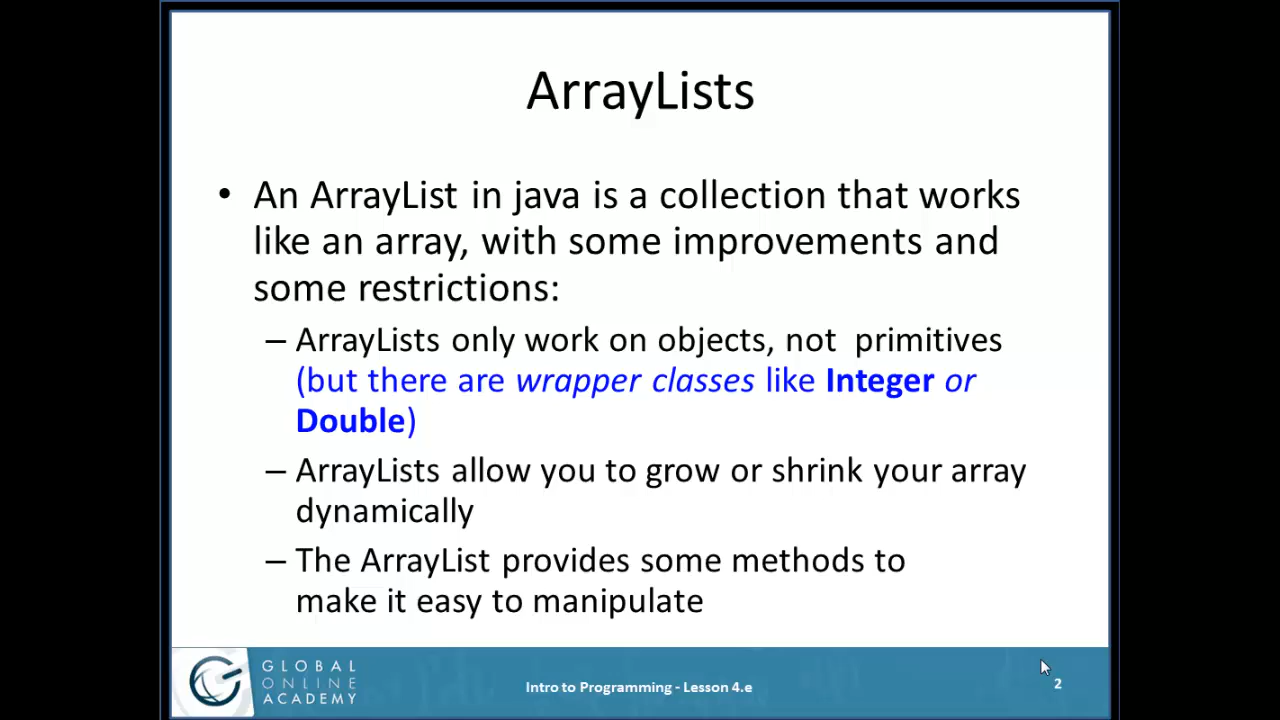 ArrayLists
• An ArrayList in java is a collection that works
like an array, with some improvements and
some restrictions:
– ArrayLists only work on objects, not primitives
(but there are wrapper classes like Integer or
Double)
– ArrayLists allow you to grow or shrink your array
dynamically
– The ArrayList provides some methods to
make it easy to manipulate
GLOBAL
ONLINE
ACADEMY
Intro to Programming - Lesson 4.e
2